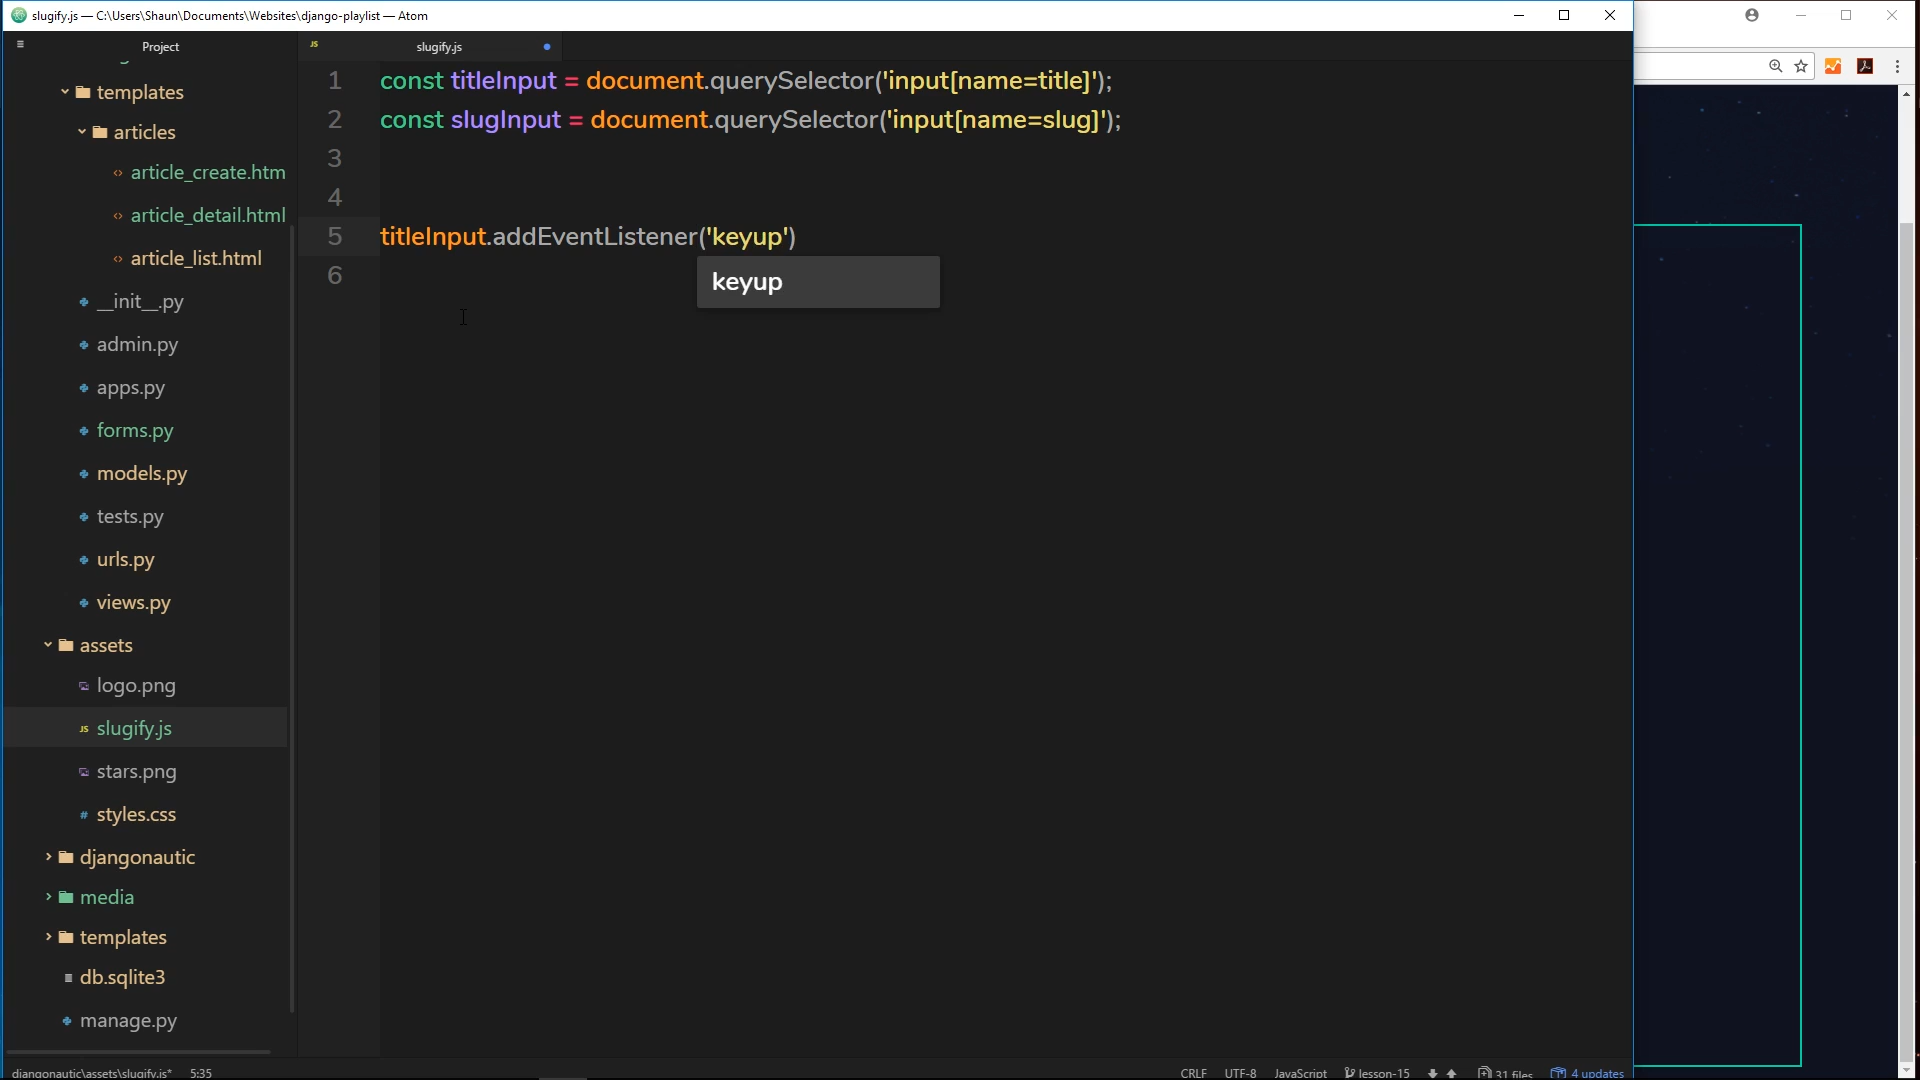 slugify.js — C:\Users\Shaun\Documents\Websites\django-playlist — Atom
Project
templates
articles
article_create.htm
article_detail.html
article_list.html
__init__.py
admin.py
apps.py
forms.py
models.py
tests.py
urls.py
views.py
assets
logo.png
JS slugify.js
stars.png
# styles.css
djangonautic
media
templates
db.sqlite3
manage.py
JS slugify.js
1 const titleInput = document.querySelector('input[name=title]');
2 const slugInput = document.querySelector('input[name=slug]');
3
4
5 titleInput.addEventListener('keyup')
6
keyup
djangonautic\assets\slugify.js* 5:35
CRLF UTF-8 JavaScript lesson-15 31 files 4 updates